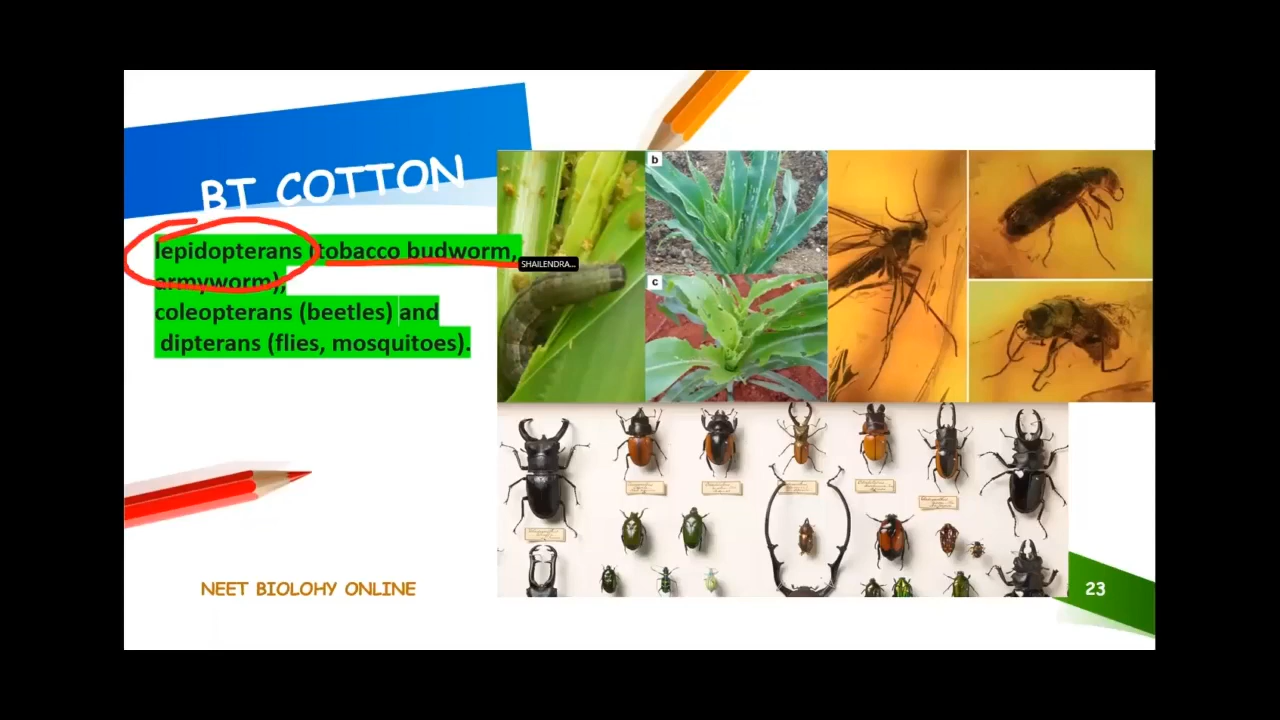 BT COTTON
lepidopterans (tobacco budworm,
armyworm),
coleopterans (beetles) and
dipterans (flies, mosquitoes).
SHAILENDRA...
b
c
NEET BIOLOHY ONLINE
23